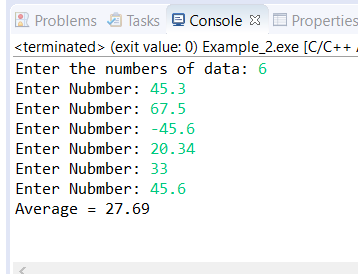 Problems Tasks Console Properties
<terminated> (exit value: 0) Example_2.exe [C/C++
Enter the numbers of data: 6
Enter Nubmber: 45.3
Enter Nubmber: 67.5
Enter Nubmber: -45.6
Enter Nubmber: 20.34
Enter Nubmber: 33
Enter Nubmber: 45.6
Average = 27.69